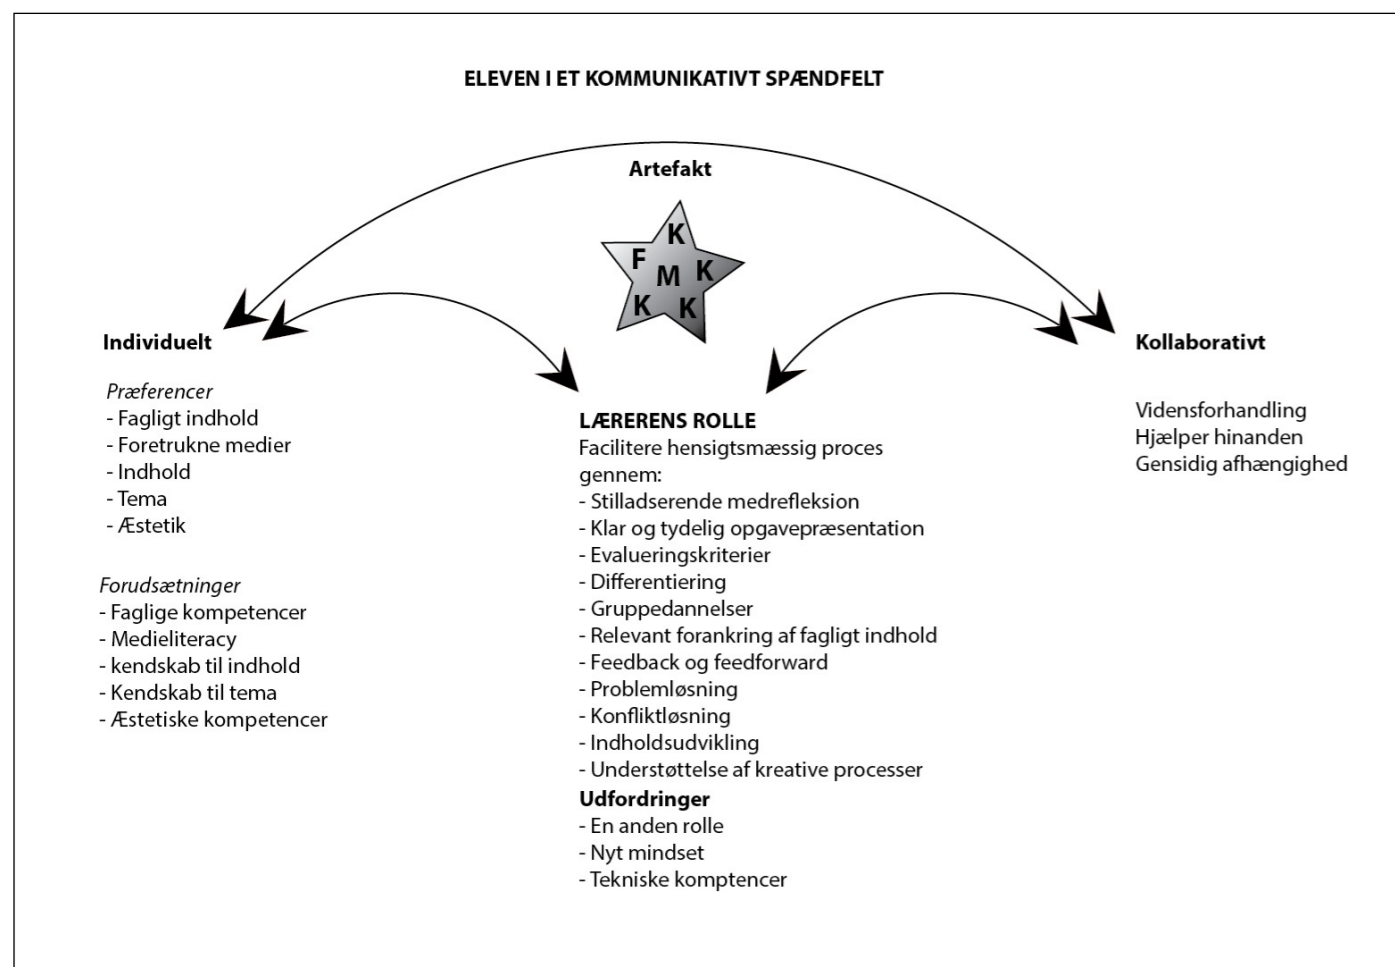 ELEVEN I ET KOMMUNIKATIVT SPÆNDFELT
Artefakt
K
F
M
K
K
K
Individuelt
Præferencer
- Fagligt indhold
- Foretrukne medier
- Indhold
- Tema
- Æstetik
Forudsætninger
- Faglige kompetencer
- Medieliteracy
- kendskab til indhold
- Kendskab til tema
- Æstetiske kompetencer
LÆRERENS ROLLE
Facilitere hensigtsmæssig proces
gennem:
- Stilladserende medrefleksion
- Klar og tydelig opgavepræsentation
- Evalueringskriterier
- Differentiering
- Gruppedannelser
- Relevant forankring af fagligt indhold
- Feedback og feedforward
- Problemløsning
- Konfliktløsning
- Indholdsudvikling
- Understøttelse af kreative processer
Udfordringer
- En anden rolle
- Nyt mindset
- Tekniske komptencer
Kollaborativt
Vidensforhandling
Hjælper hinanden
Gensidig afhængighed